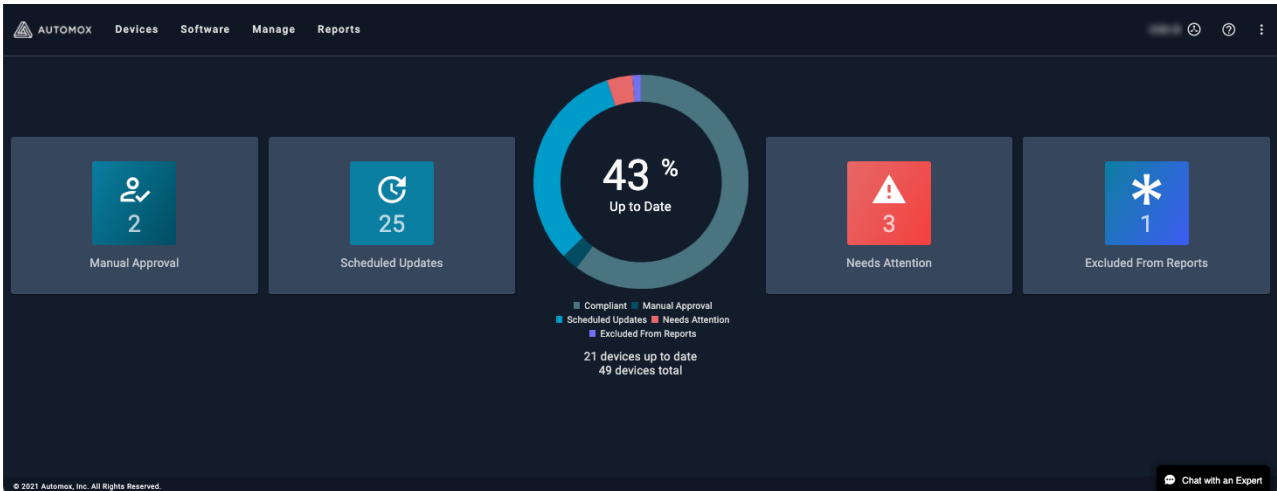 AUTOMOX Devices Software Manage Reports
2
Manual Approval
25
Scheduled Updates
43 %
Up to Date
Compliant Manual Approval
Scheduled Updates Needs Attention
Excluded From Reports
21 devices up to date
49 devices total
3
Needs Attention
1
Excluded From Reports
© 2021 Automox, Inc. All Rights Reserved.
Chat with an Expert